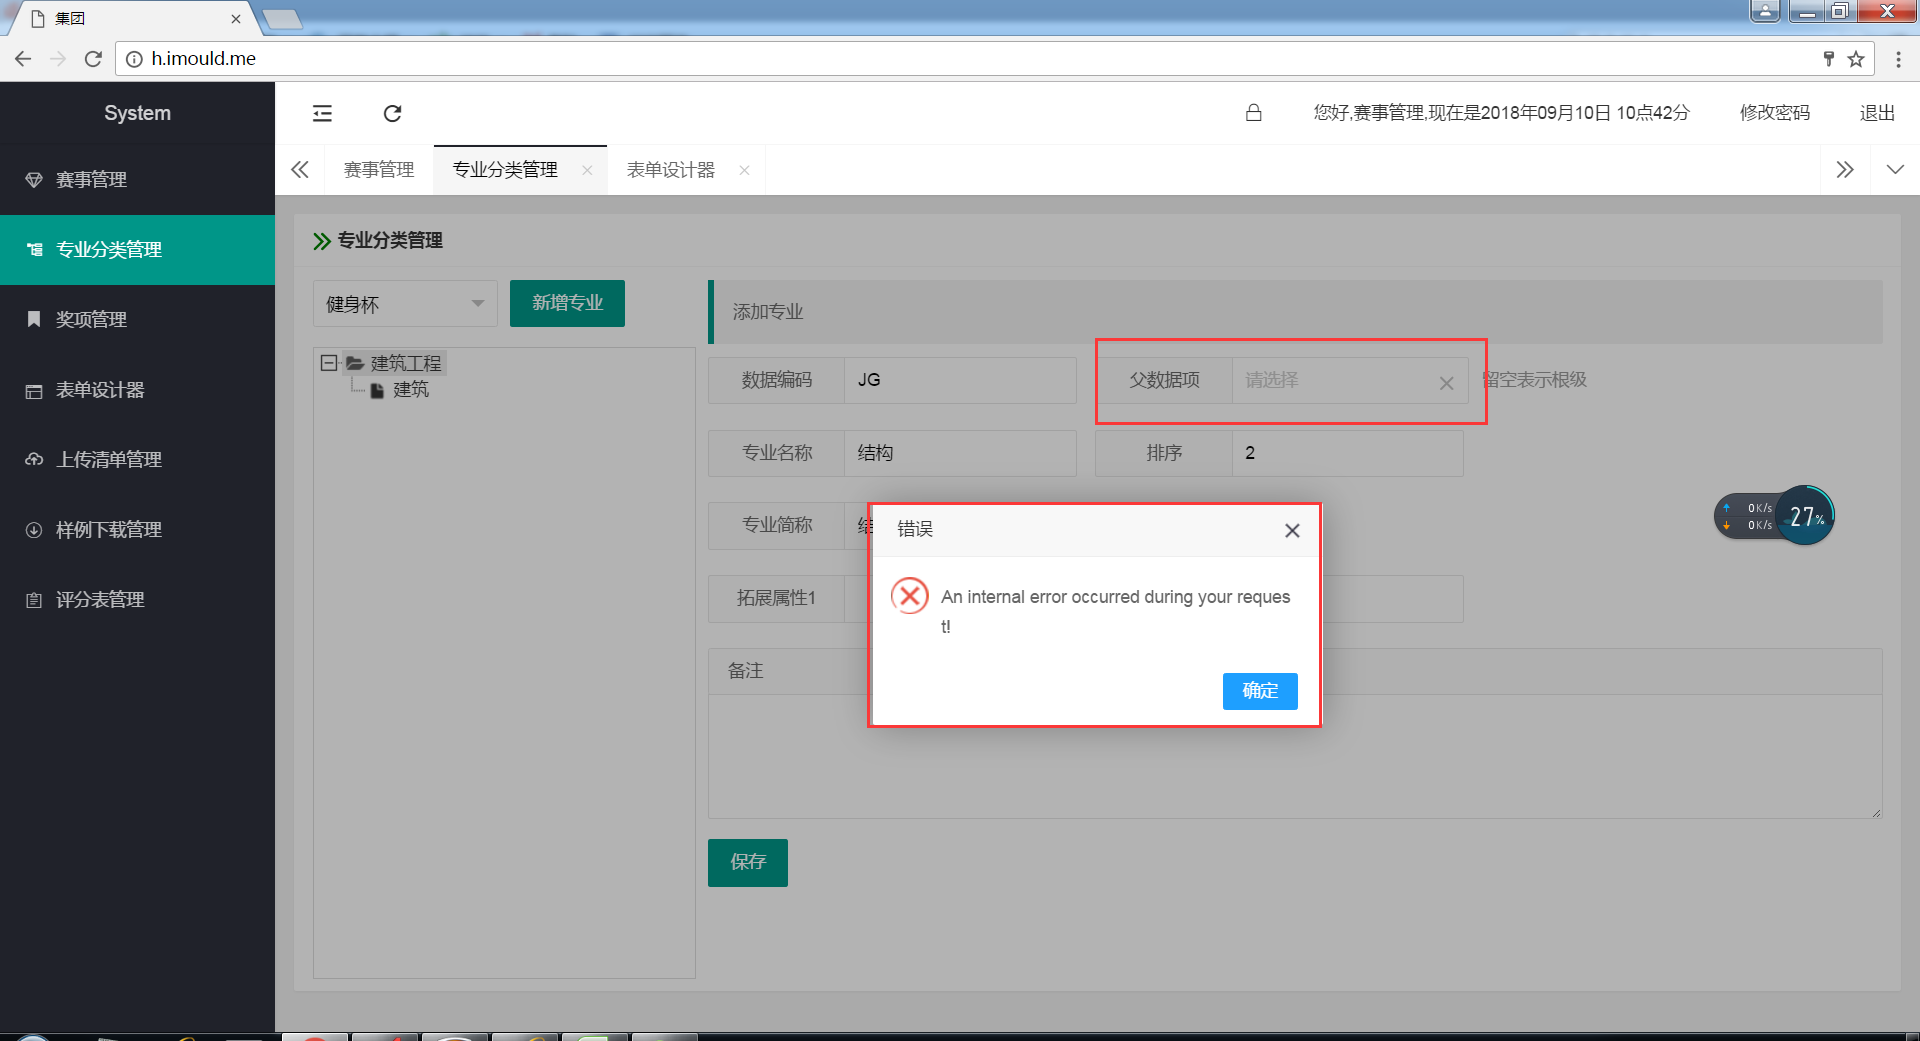 集团
h.imould.me
System
您好,赛事管理,现在是2018年09月10日 10点42分
修改密码
退出
赛事管理
专业分类管理
表单设计器
赛事管理
专业分类管理
奖项管理
表单设计器
上传清单管理
样例下载管理
评分表管理
专业分类管理
健身杯
新增专业
建筑工程
建筑
添加专业
数据编码
JG
父数据项
请选择
留空表示根级
专业名称
结构
排序
2
专业简称
拓展属性1
备注
保存
错误
An internal error occurred during your reques
t!
确定
0K/s
0K/s
27%